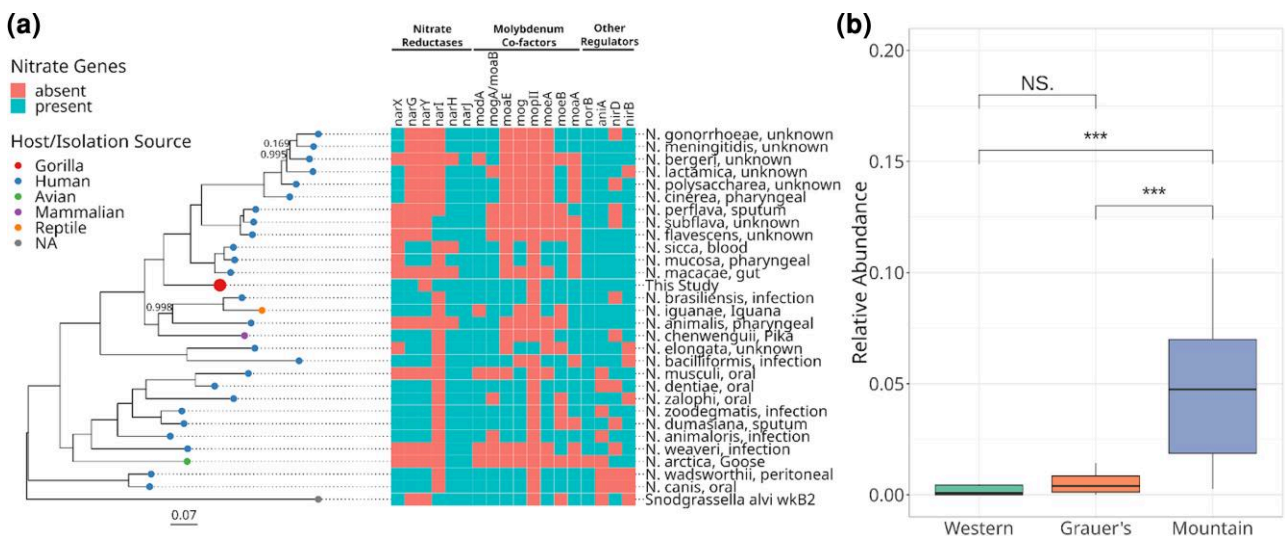 (a)
Nitrate Genes
absent
present
Host/Isolation Source
Gorilla
Human
Avian
Mammalian
Reptile
NA
0.169
0.995
0.998
0.07
Nitrate
Reductases
Molybdenum
Co-factors
Other
Regulators
narX
narG
narY
narI
narH
narJ
modA
mogA/moaB
moaE
mog
mopII
moeA
moeB
moaA
norB
aniA
nirD
nirB
N. gonorrhoeae, unknown
N. meningitidis, unknown
N. bergeri, unknown
N. lactamica, unknown
N. polysaccharea, unknown
N. cinerea, pharyngeal
N. perflava, sputum
N. subflava, unknown
N. flavescens, unknown
N. sicca, blood
N. mucosa, pharyngeal
N. macacae, gut
This Study
N. brasiliensis, infection
N. iguanae, Iguana
N. animalis, pharyngeal
N. chenwenguii, Pika
N. elongata, unknown
N. bacilliformis, infection
N. musculi, oral
N. dentiae, oral
N. zalophi, oral
N. zoodegmatis, infection
N. dumasiana, sputum
N. animaloris, infection
N. weaveri, infection
N. arctica, Goose
N. wadsworthii, peritoneal
N. canis, oral
Snodgrassella alvi wkB2
(b)
Relative Abundance
0.20
0.15
0.10
0.05
0.00
NS.
***
***
Western
Grauer's
Mountain